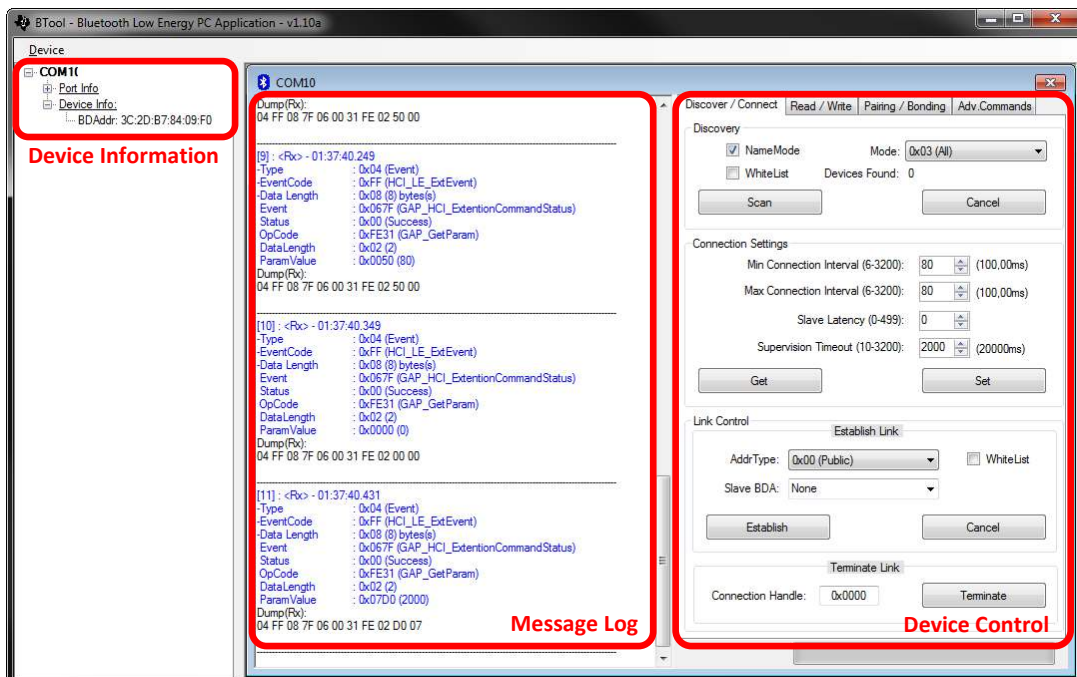 BTool - Bluetooth Low Energy PC Application - v1.10a
Device
COM10
Port Info
Device Info:
BDAddr: 3C:2D:B7:84:09:F0
Device Information
COM10
Dump(Rx):
04 FF 08 7F 06 00 31 FE 02 50 00
[9] : <Rx> - 01:37:40.249
-Type : 0x04 (Event)
-EventCode : 0xFF (HCI_LE_ExtEvent)
-Data Length : 0x08 (8) bytes(s)
Event : 0x067F (GAP_HCI_ExtentionCommandStatus)
Status : 0x00 (Success)
OpCode : 0xFE31 (GAP_GetParam)
DataLength : 0x02 (2)
ParamValue : 0x0050 (80)
Dump(Rx):
04 FF 08 7F 06 00 31 FE 02 50 00
[10] : <Rx> - 01:37:40.349
-Type : 0x04 (Event)
-EventCode : 0xFF (HCI_LE_ExtEvent)
-Data Length : 0x08 (8) bytes(s)
Event : 0x067F (GAP_HCI_ExtentionCommandStatus)
Status : 0x00 (Success)
OpCode : 0xFE31 (GAP_GetParam)
DataLength : 0x02 (2)
ParamValue : 0x0000 (0)
Dump(Rx):
04 FF 08 7F 06 00 31 FE 02 00 00
[11] : <Rx> - 01:37:40.431
-Type : 0x04 (Event)
-EventCode : 0xFF (HCI_LE_ExtEvent)
-Data Length : 0x08 (8) bytes(s)
Event : 0x067F (GAP_HCI_ExtentionCommandStatus)
Status : 0x00 (Success)
OpCode : 0xFE31 (GAP_GetParam)
DataLength : 0x02 (2)
ParamValue : 0x07D0 (2000)
Dump(Rx):
04 FF 08 7F 06 00 31 FE 02 D0 07
Message Log
Discover / Connect Read / Write Pairing / Bonding Adv.Commands
Discovery
NameMode Mode: 0x03 (All)
WhiteList Devices Found: 0
Scan Cancel
Connection Settings
Min Connection Interval (6-3200): 80 (100,00ms)
Max Connection Interval (6-3200): 80 (100,00ms)
Slave Latency (0-499): 0
Supervision Timeout (10-3200): 2000 (20000ms)
Get Set
Link Control
Establish Link
AddrType: 0x00 (Public) WhiteList
Slave BDA: None
Establish Cancel
Terminate Link
Connection Handle: 0x0000 Terminate
Device Control